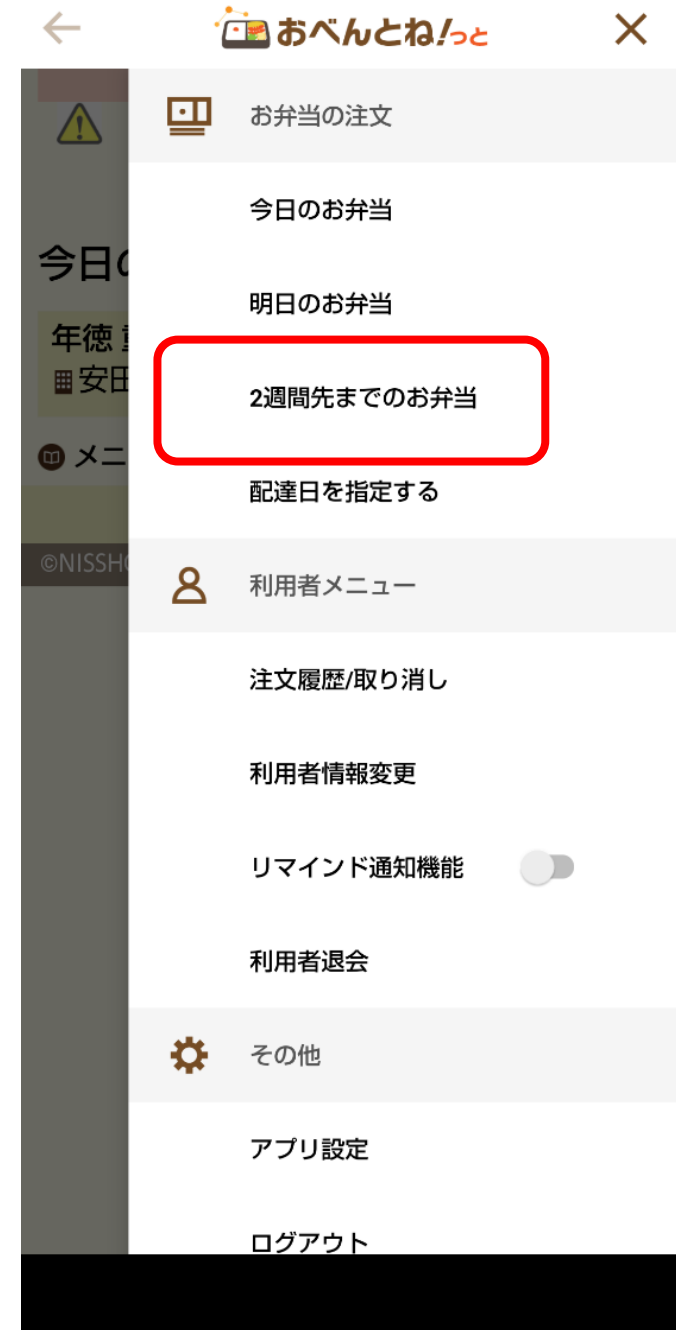 おべんとね!っと
お弁当の注文
今日のお弁当
明日のお弁当
2週間先までのお弁当
配達日を指定する
利用者メニュー
注文履歴/取り消し
利用者情報変更
リマインド通知機能
利用者退会
その他
アプリ設定
ログアウト
今日の
年徳
安田
メニ
©NISSHO